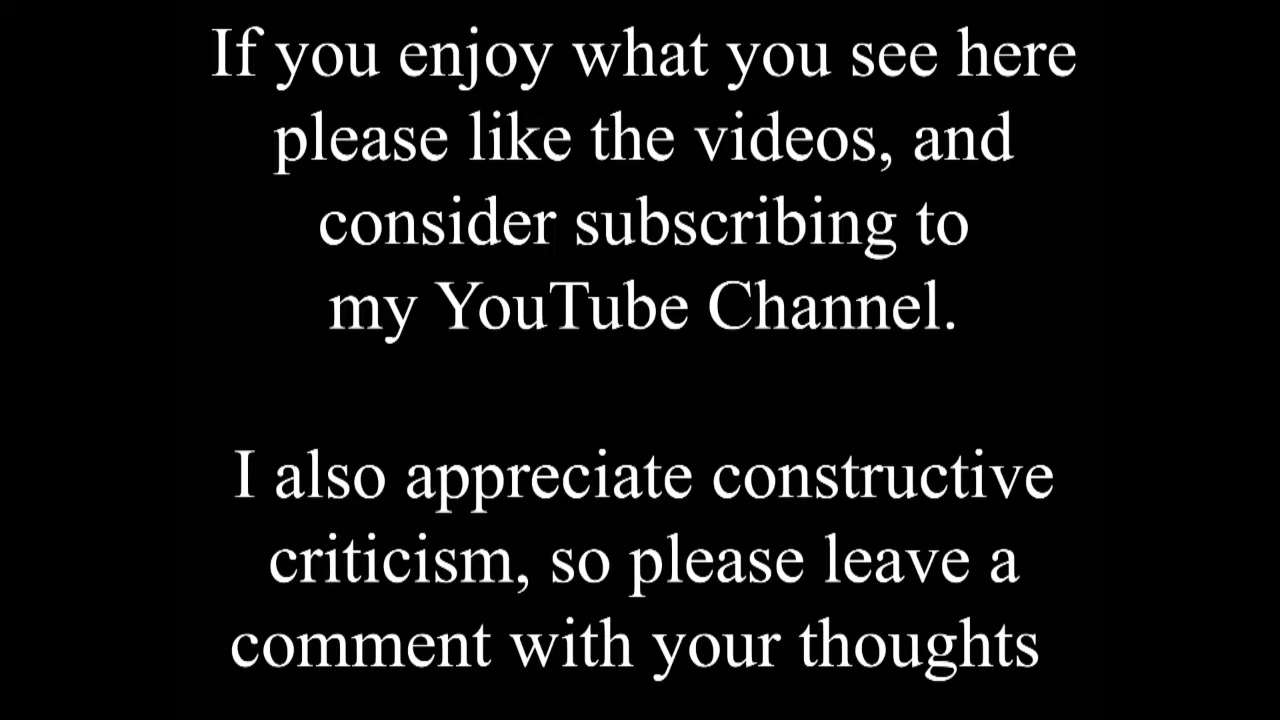 If you enjoy what you see here
please like the videos, and
consider subscribing to
my YouTube Channel.
I also appreciate constructive
criticism, so please leave a
comment with your thoughts